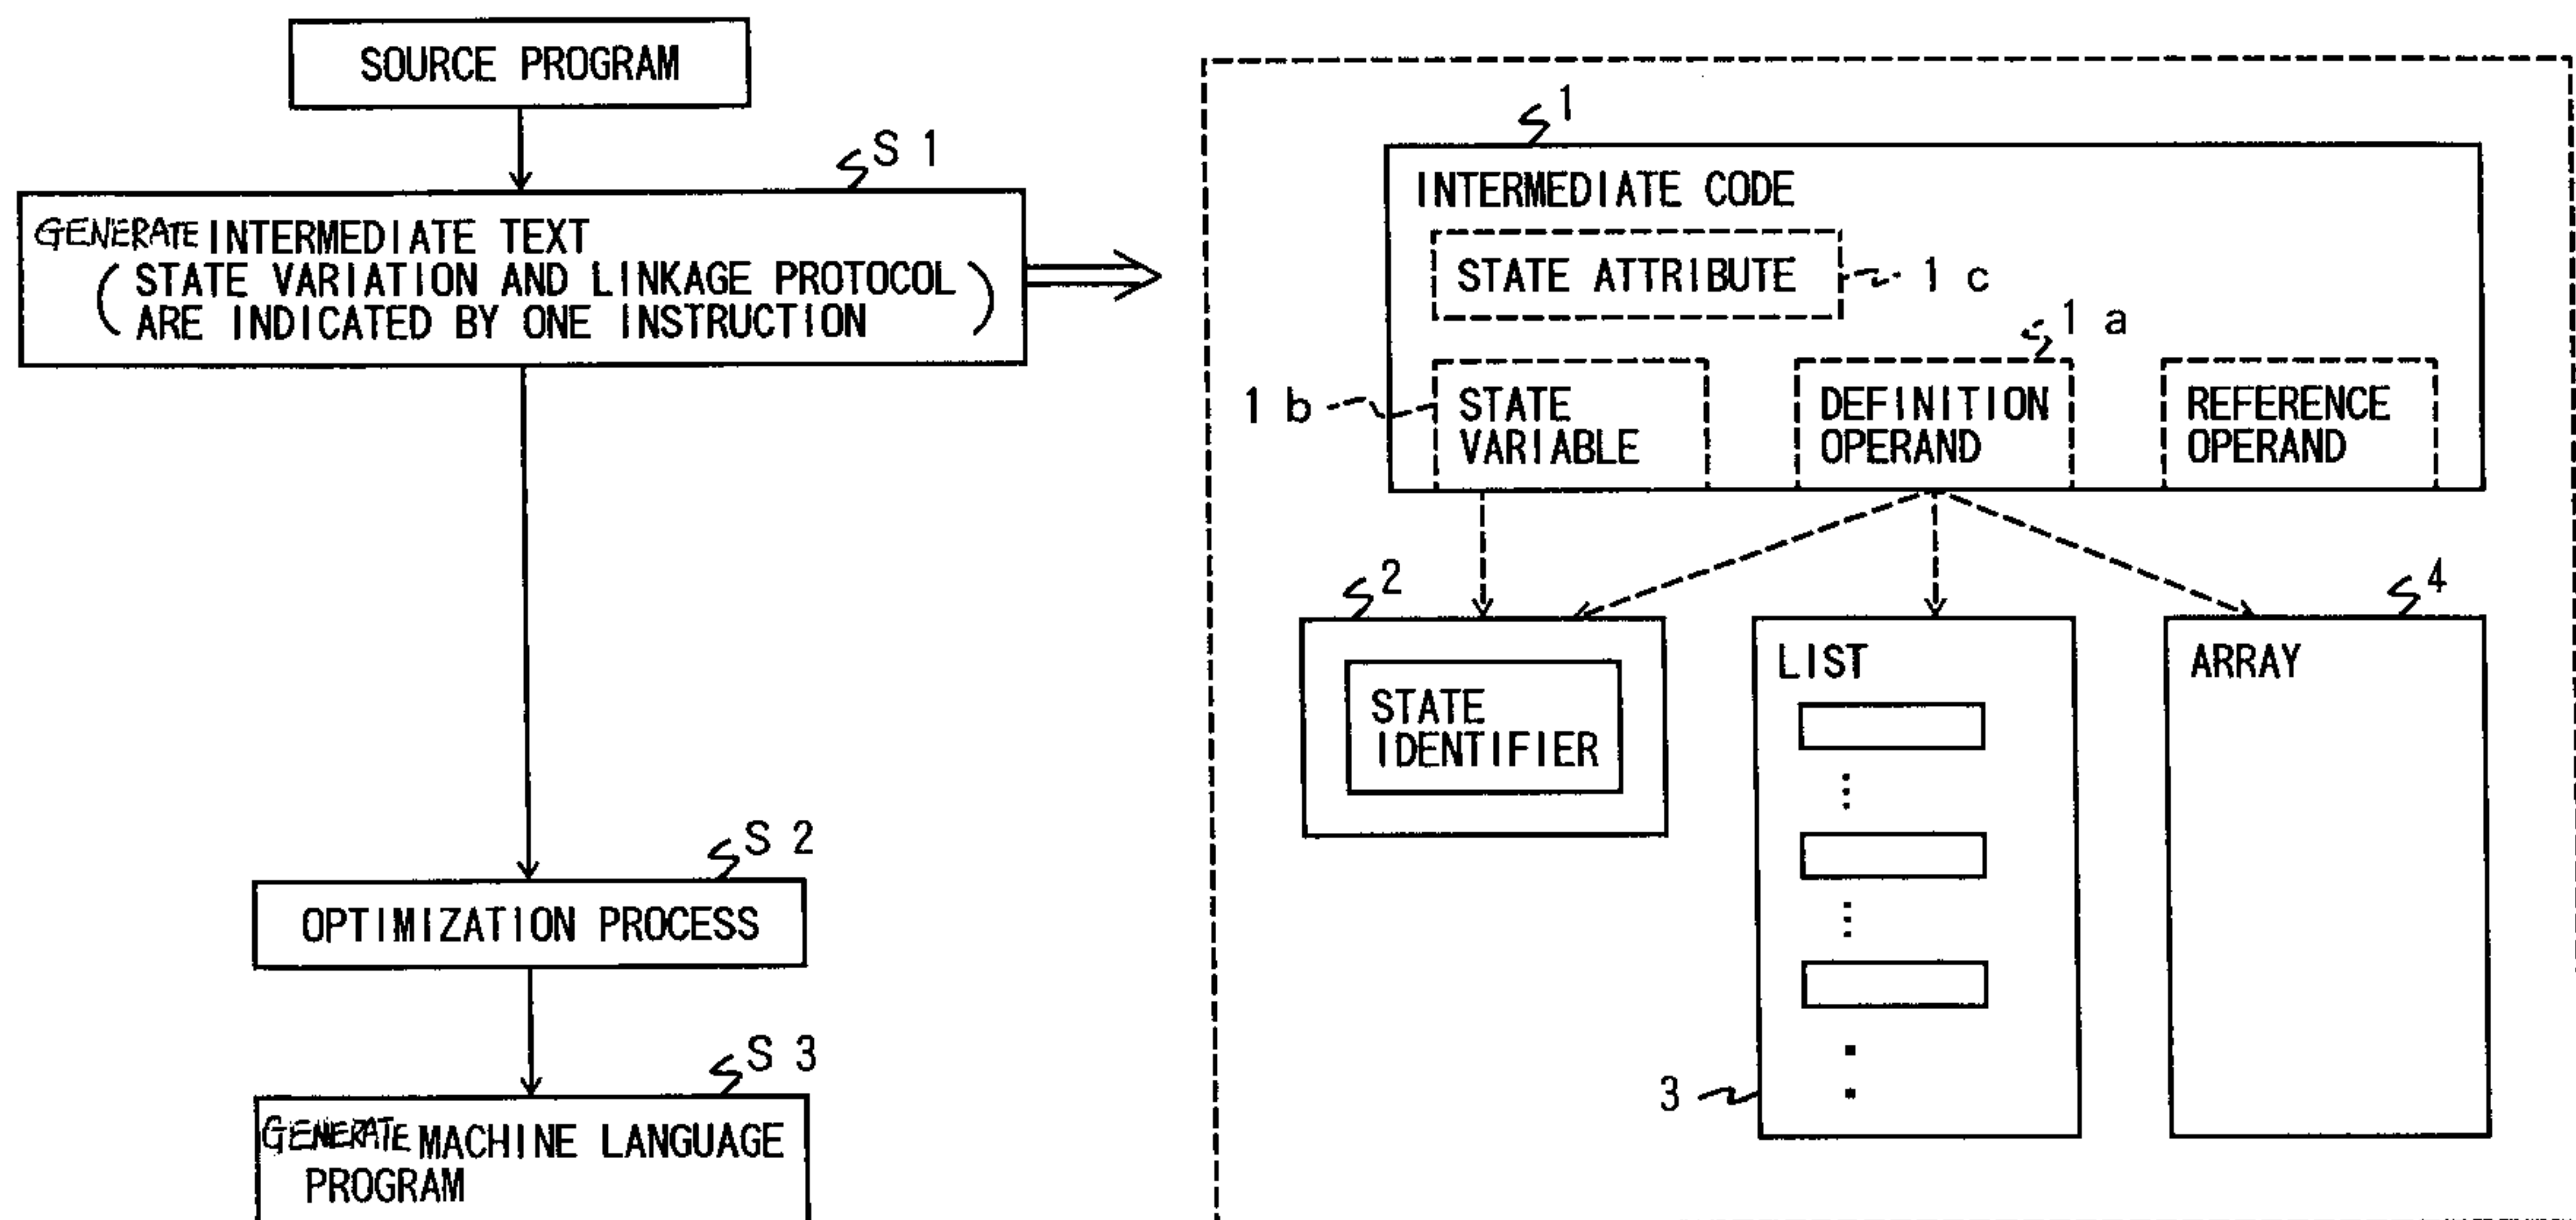 SOURCE PROGRAM
S 1
GENERATE INTERMEDIATE TEXT
( STATE VARIATION AND LINKAGE PROTOCOL
ARE INDICATED BY ONE INSTRUCTION )
S 2
OPTIMIZATION PROCESS
S 3
GENERATE MACHINE LANGUAGE
PROGRAM
1
INTERMEDIATE CODE
STATE ATTRIBUTE
1 c
1 a
1 b
STATE
VARIABLE
DEFINITION
OPERAND
REFERENCE
OPERAND
2
STATE
IDENTIFIER
LIST
3
4
ARRAY